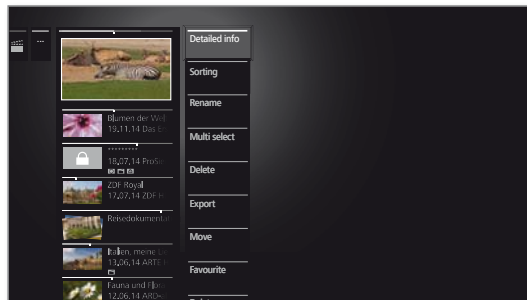 Blumen der Wel
19.11.14 Das E
*********
18.07.14 ProSie
ZDF Royal
17.07.14 ZDF H
Reisedokumentat
Italien, meine Li
13.06.14 ARTE
Fauna und Flor
12.06.14 ARD
Detailed info
Sorting
Rename
Multi select
Delete
Export
Move
Favourite